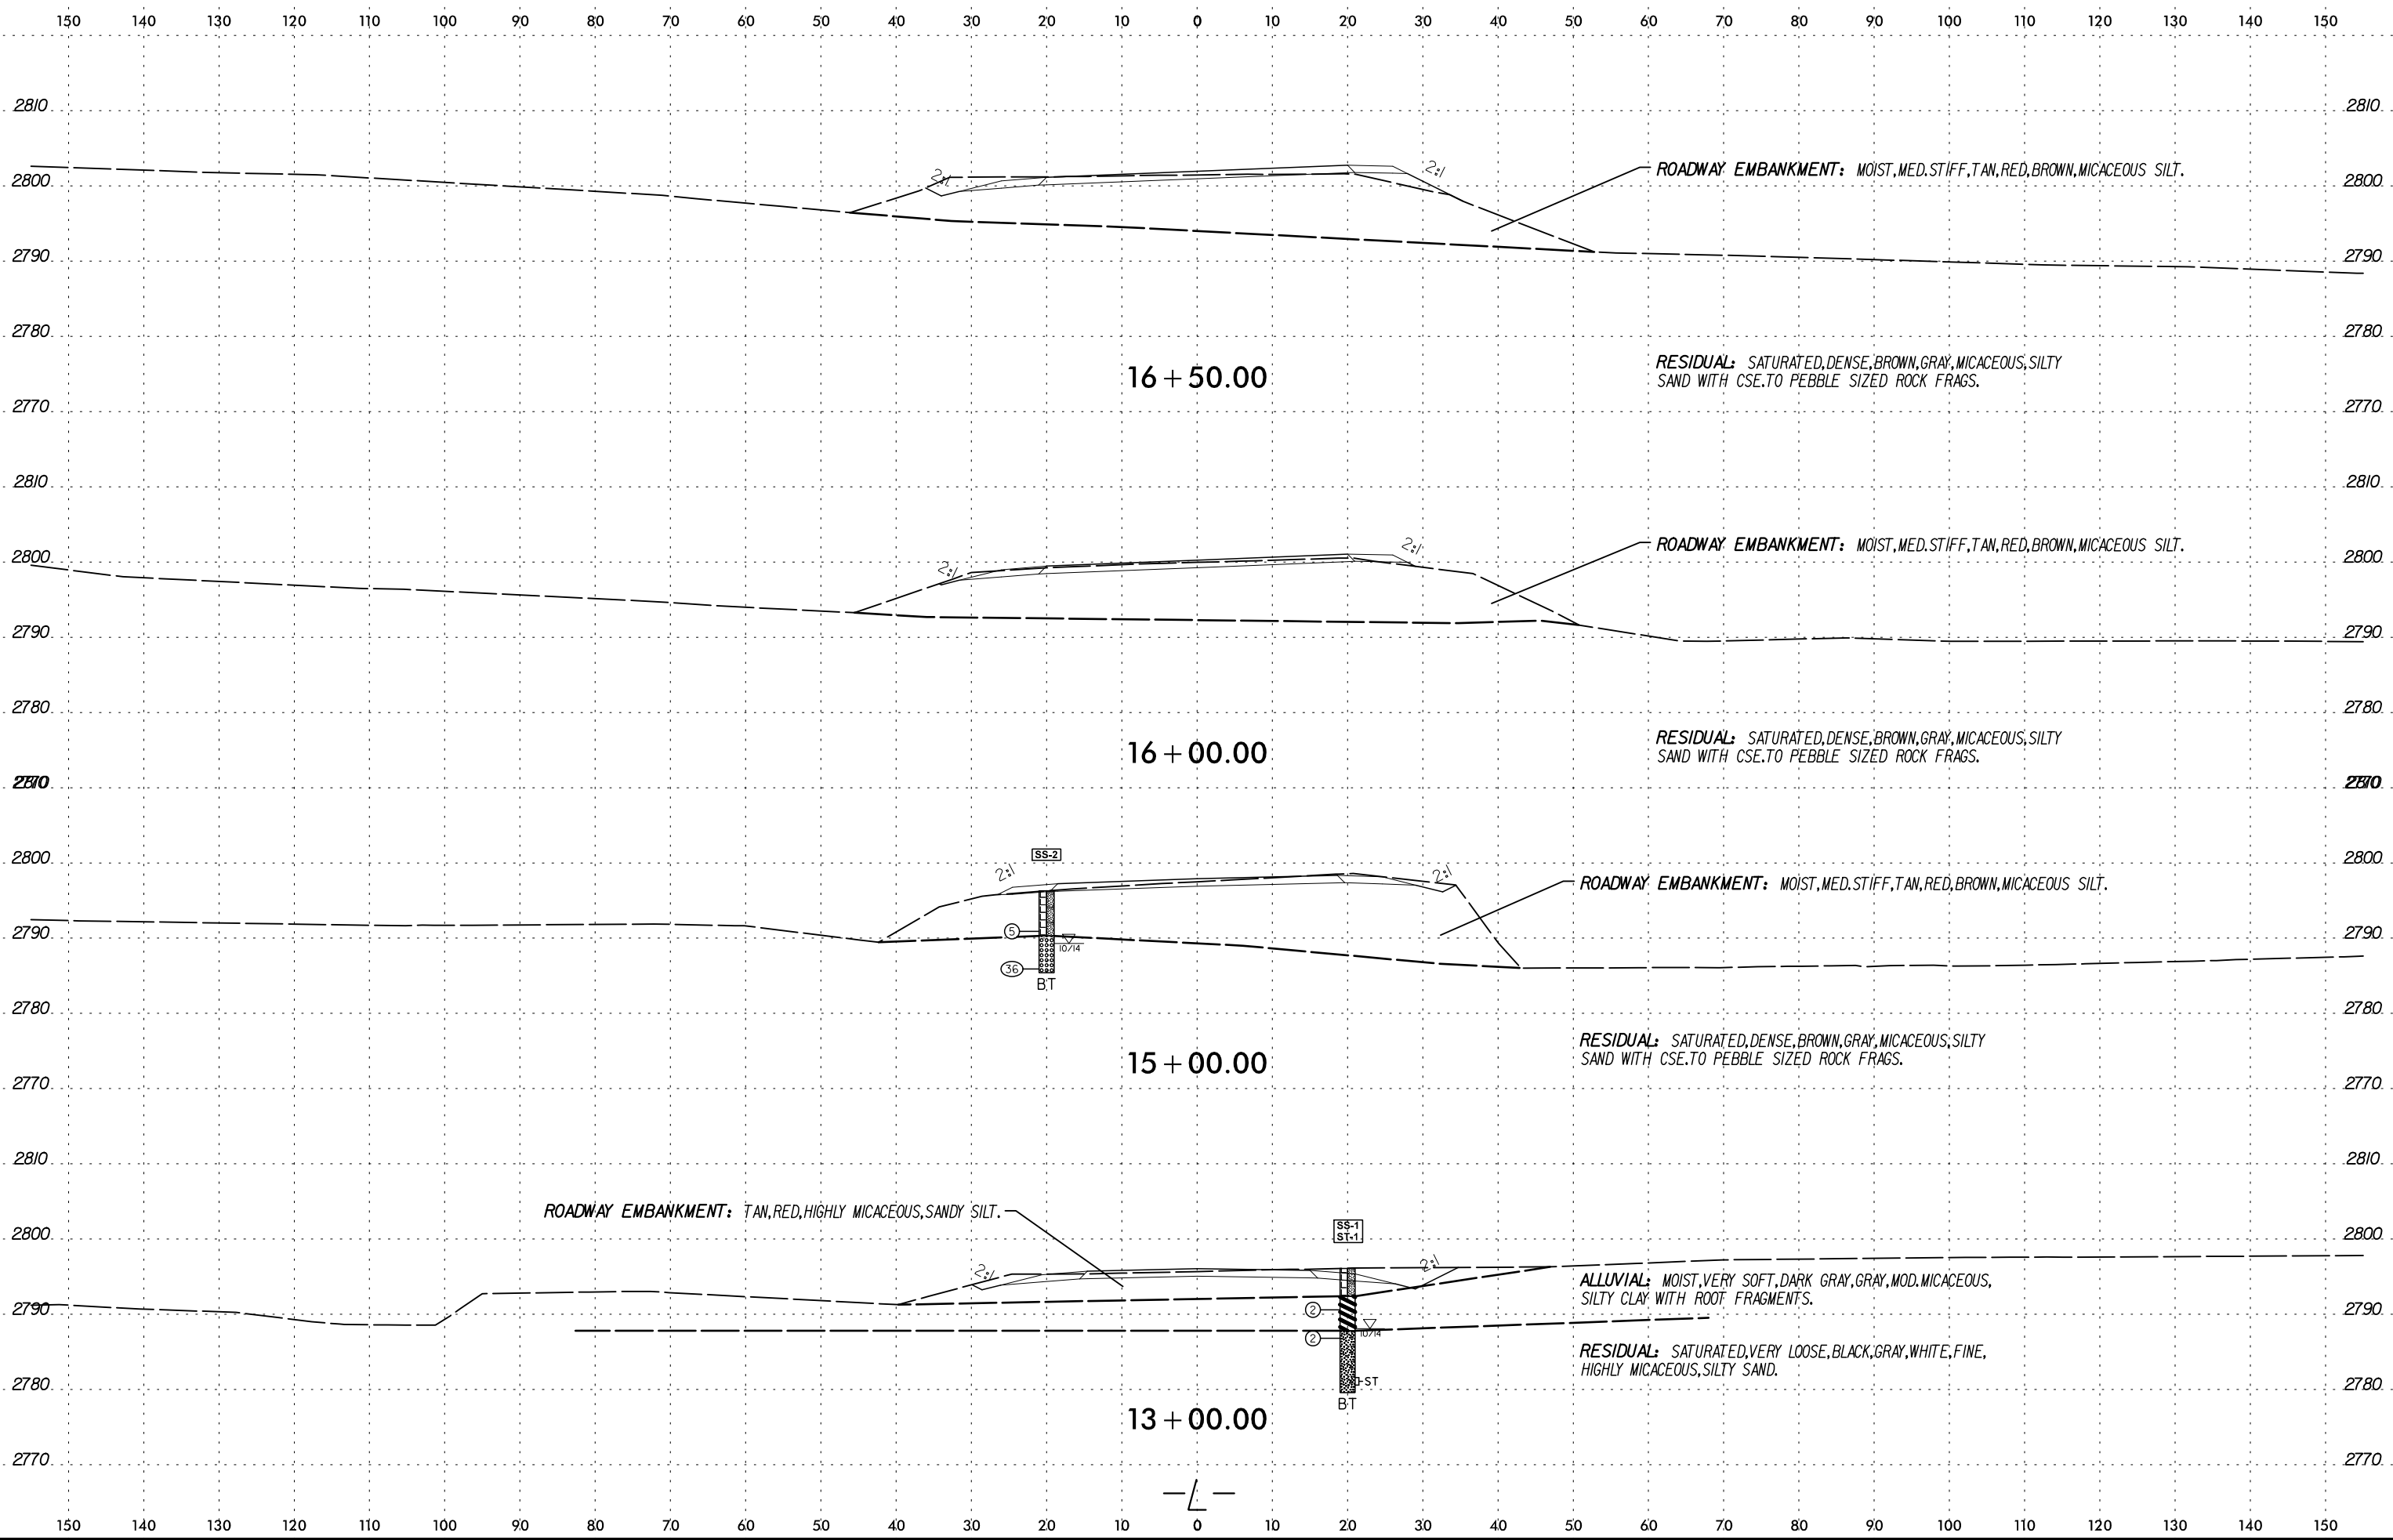 150 140 130 120 110 100 90 80 70 60 50 40 30 20 10 0 10 20 30 40 50 60 70 80 90 100 110 120 130 140 150
2810 2810
2:1 2:1
ROADWAY EMBANKMENT: MOIST,MED.STIFF,TAN,RED,BROWN,MICACEOUS SILT.
2800 2800
2790 2790
2780 2780
RESIDUAL: SATURATED,DENSE,BROWN,GRAY,MICACEOUS,SILTY
SAND WITH CSE.TO PEBBLE SIZED ROCK FRAGS.
16+50.00
2770 2770
2810 2810
2:1 2:1
ROADWAY EMBANKMENT: MOIST,MED.STIFF,TAN,RED,BROWN,MICACEOUS SILT.
2800 2800
2790 2790
2780 2780
RESIDUAL: SATURATED,DENSE,BROWN,GRAY,MICACEOUS,SILTY
SAND WITH CSE.TO PEBBLE SIZED ROCK FRAGS.
16+00.00
2800 2800
SS-2
2:1 2:1
ROADWAY EMBANKMENT: MOIST,MED.STIFF,TAN,RED,BROWN,MICACEOUS SILT.
5
2790 2790
10/14
36
BT
2780 2780
RESIDUAL: SATURATED,DENSE,BROWN,GRAY,MICACEOUS,SILTY
SAND WITH CSE.TO PEBBLE SIZED ROCK FRAGS.
15+00.00
2770 2770
2810 2810
ROADWAY EMBANKMENT: TAN,RED,HIGHLY MICACEOUS,SANDY SILT.
SS-1
ST-1
2800 2800
2:1 2:1
ALLUVIAL: MOIST,VERY SOFT,DARK GRAY,GRAY,MOD.MICACEOUS,
SILTY CLAY WITH ROOT FRAGMENTS.
2790 2790
2
10/14
2
RESIDUAL: SATURATED,VERY LOOSE,BLACK,GRAY,WHITE,FINE,
HIGHLY MICACEOUS,SILTY SAND.
ST
2780 2780
BT
13+00.00
2770 2770
-L-
150 140 130 120 110 100 90 80 70 60 50 40 30 20 10 0 10 20 30 40 50 60 70 80 90 100 110 120 130 140 150